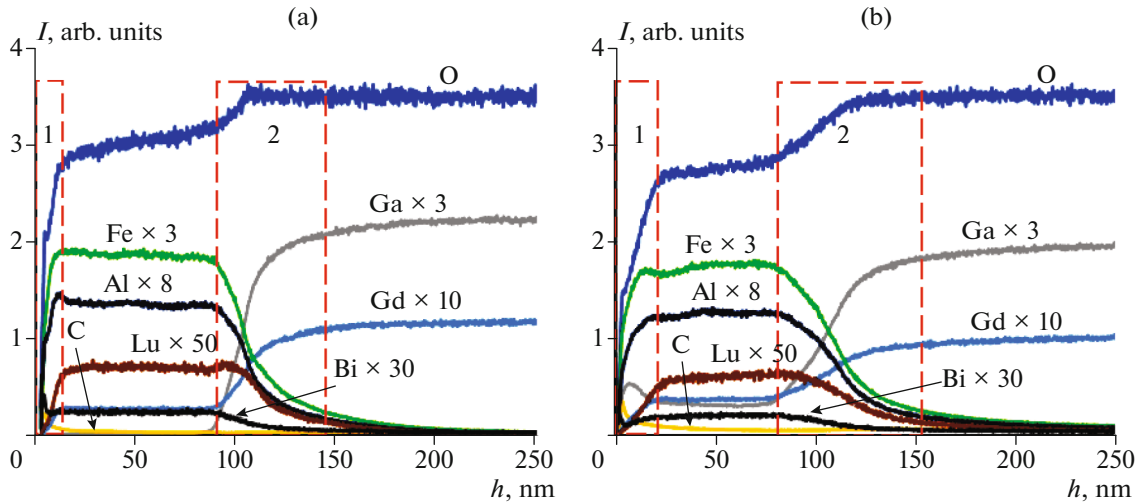 (a)
I, arb. units
4
3
2
1
0
50
100
150
200
250
h, nm
1
2
O
Ga × 3
Fe × 3
Al × 8
Gd × 10
C
Lu × 50
Bi × 30
(b)
I, arb. units
4
3
2
1
0
50
100
150
200
250
h, nm
1
2
O
Ga × 3
Fe × 3
Al × 8
Gd × 10
C
Lu × 50
Bi × 30